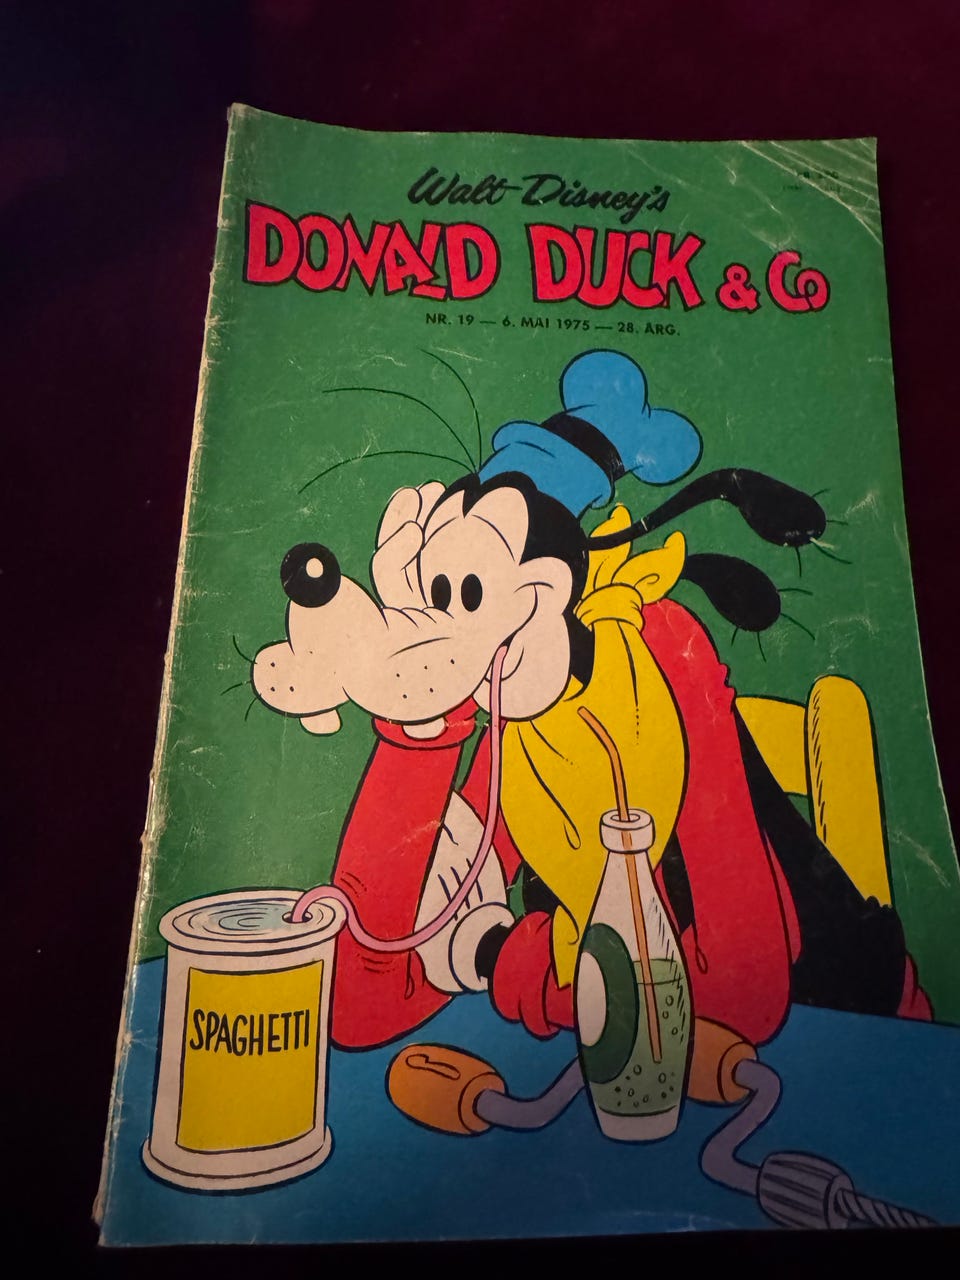 Walt Disney's
DONALD DUCK & Co
NR. 19 — 6. MAI 1975 — 28. ÅRG.
SPAGHETTI